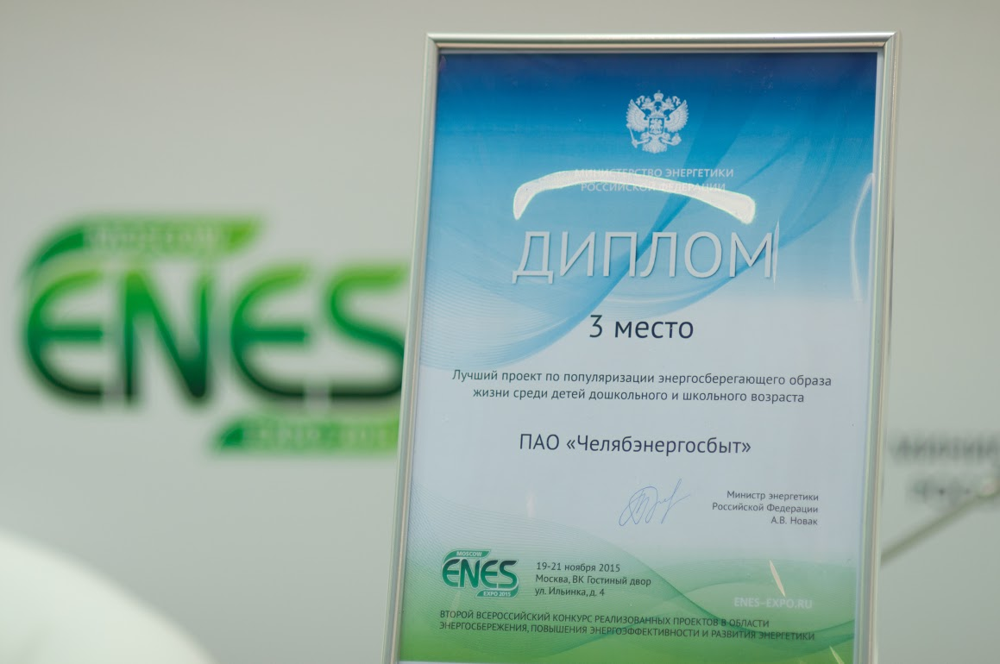 MOSCOW
ENES
МИНИСТЕРСТВО ЭНЕРГЕТИКИ
РОССИЙСКОЙ ФЕДЕРАЦИИ
ДИПЛОМ
3 место
Лучший проект по популяризации энергосберегающего образа
жизни среди детей дошкольного и школьного возраста
ПАО «Челябэнергосбыт»
Министр энергетики
Российской Федерации
А.В. Новак
MOSCOW
ENES
EXPO 2015
19-21 ноября 2015
Москва, ВК Гостиный двор
ул. Ильинка, д. 4
ENES-EXPO.RU
ВТОРОЙ ВСЕРОССИЙСКИЙ КОНКУРС РЕАЛИЗОВАННЫХ ПРОЕКТОВ В ОБЛАСТИ
ЭНЕРГОСБЕРЕЖЕНИЯ, ПОВЫШЕНИЯ ЭНЕРГОЭФФЕКТИВНОСТИ И РАЗВИТИЯ ЭНЕРГЕТИКИ